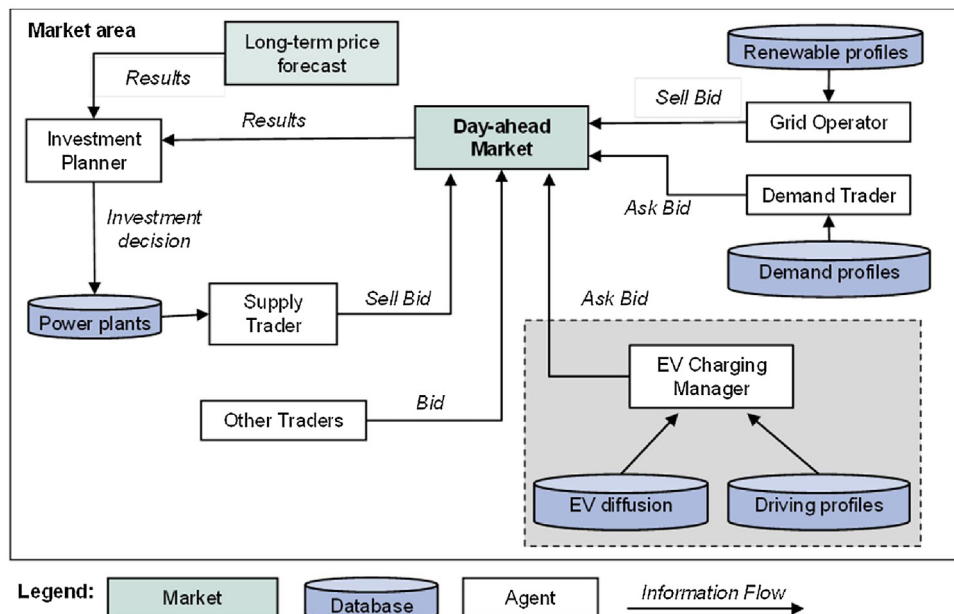 Market area
Long-term price
forecast
Renewable profiles
Results
Sell Bid
Results
Investment
Planner
Day-ahead
Market
Grid Operator
Investment
decision
Ask Bid
Demand Trader
Demand profiles
Power plants
Supply
Trader
Sell Bid
Ask Bid
EV Charging
Manager
Other Traders
Bid
EV diffusion
Driving profiles
Legend:
Market
Database
Agent
Information Flow